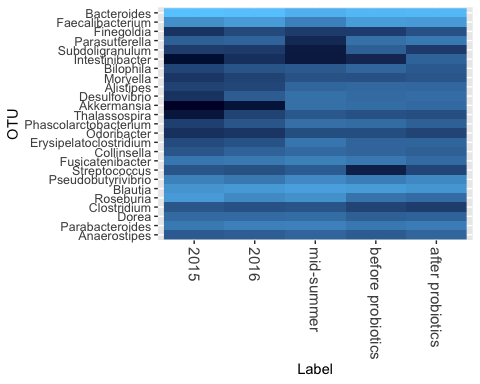 Bacteroides
Faecalibacterium
Finegoldia
Parasutterella
Subdoligranulum
Intestinibacter
Bilophila
Moryella
Alistipes
Desulfovibrio
Akkermansia
Thalassospira
Phascolarctobacterium
Odoribacter
Erysipelatoclostridium
Collinsella
Fusicatenibacter
Streptococcus
Pseudobutyrivibrio
Blautia
Roseburia
Clostridium
Dorea
Parabacteroides
Anaerostipes
OTU
2015
2016
mid-summer
before probiotics
after probiotics
Label